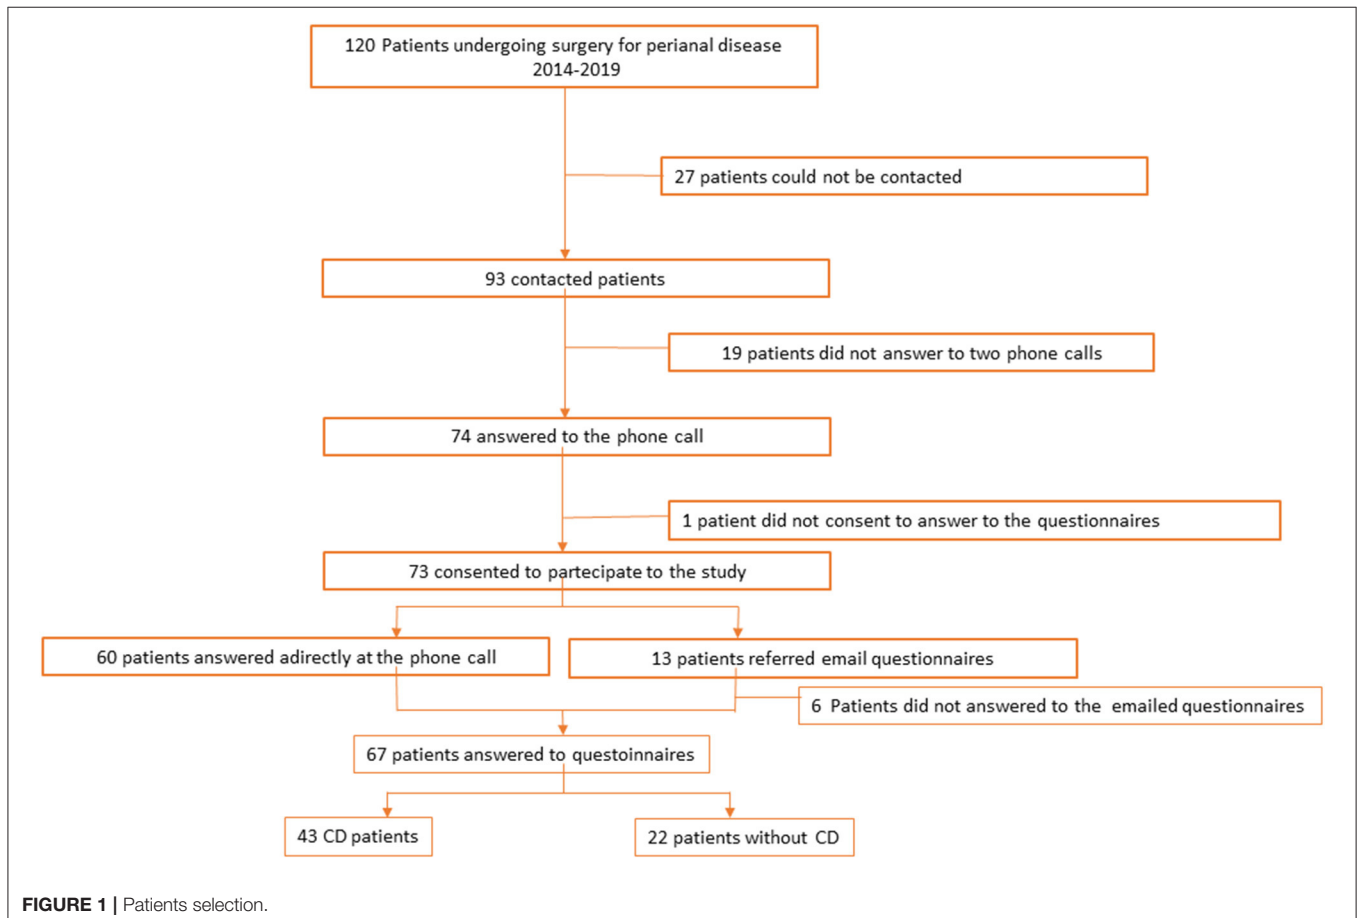 120 Patients undergoing surgery for perianal disease
2014-2019
27 patients could not be contacted
93 contacted patients
19 patients did not answer to two phone calls
74 answered to the phone call
1 patient did not consent to answer to the questionnaires
73 consented to partecipate to the study
60 patients answered adirectly at the phone call
13 patients referred email questionnaires
6 Patients did not answered to the emailed questionnaires
67 patients answered to questoinnaires
43 CD patients
22 patients without CD
FIGURE 1 | Patients selection.